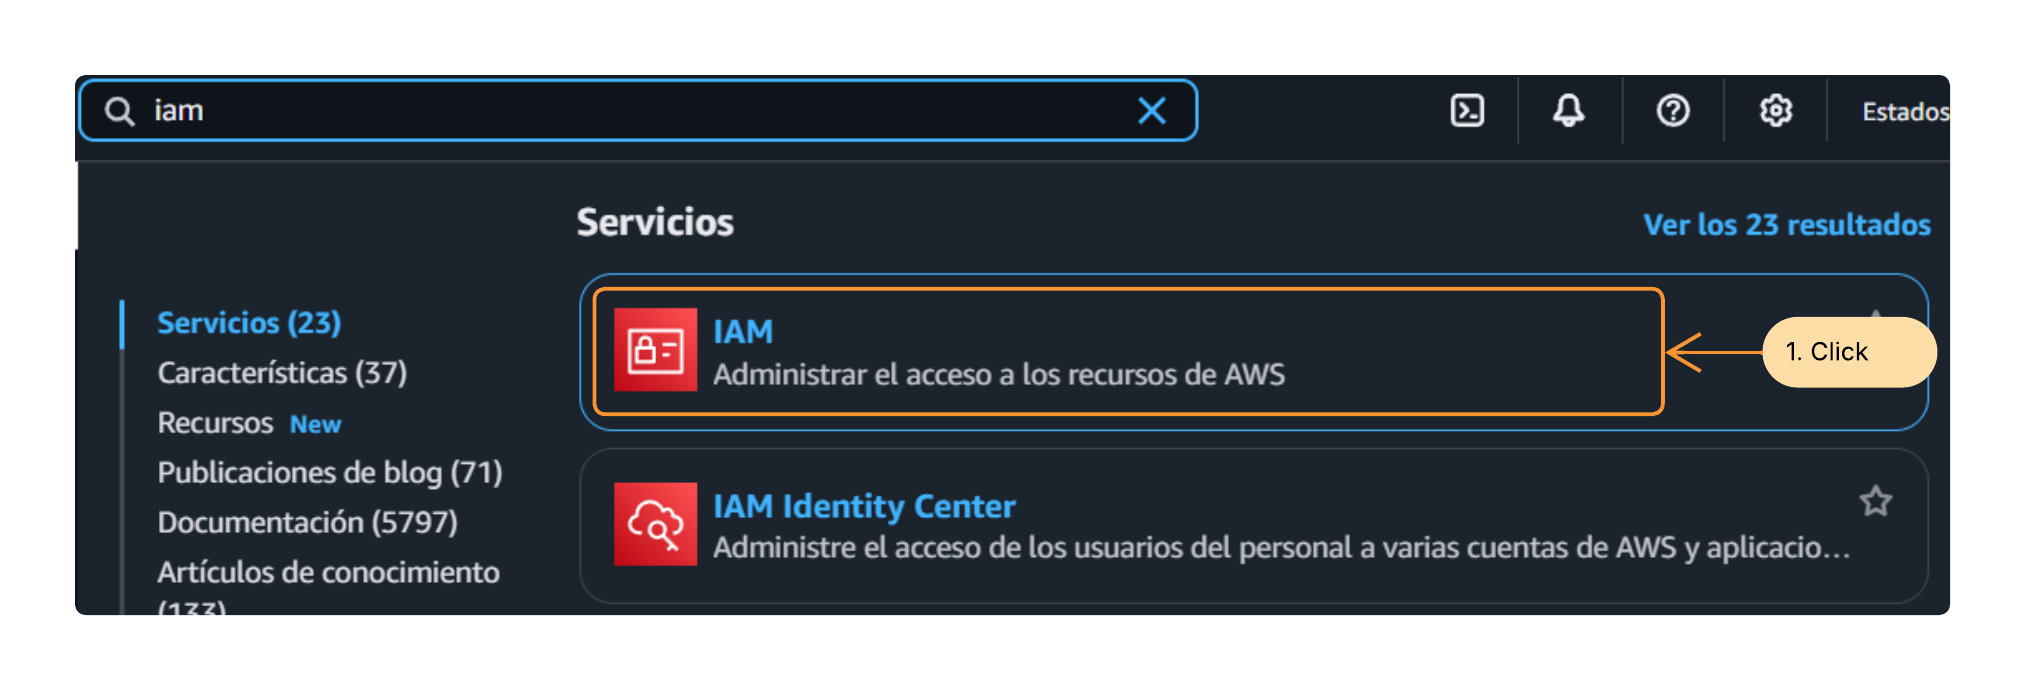 iam
Estados
Servicios
Ver los 23 resultados
Servicios (23)
Características (37)
Recursos New
Publicaciones de blog (71)
Documentación (5797)
Artículos de conocimiento
(133)
IAM
Administrar el acceso a los recursos de AWS
1. Click
IAM Identity Center
Administre el acceso de los usuarios del personal a varias cuentas de AWS y aplicacio...